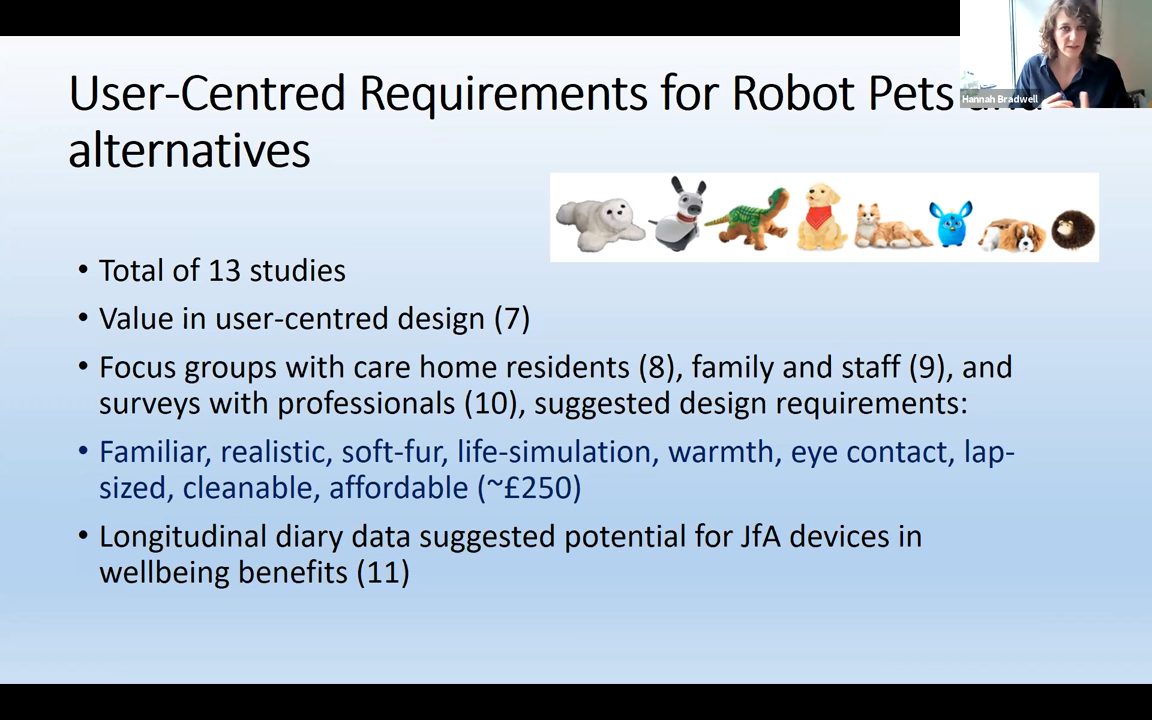 User-Centred Requirements for Robot Pets and
alternatives
Hannah Bradwell
• Total of 13 studies
• Value in user-centred design (7)
• Focus groups with care home residents (8), family and staff (9), and
surveys with professionals (10), suggested design requirements:
• Familiar, realistic, soft-fur, life-simulation, warmth, eye contact, lap-
sized, cleanable, affordable (~£250)
• Longitudinal diary data suggested potential for JfA devices in
wellbeing benefits (11)